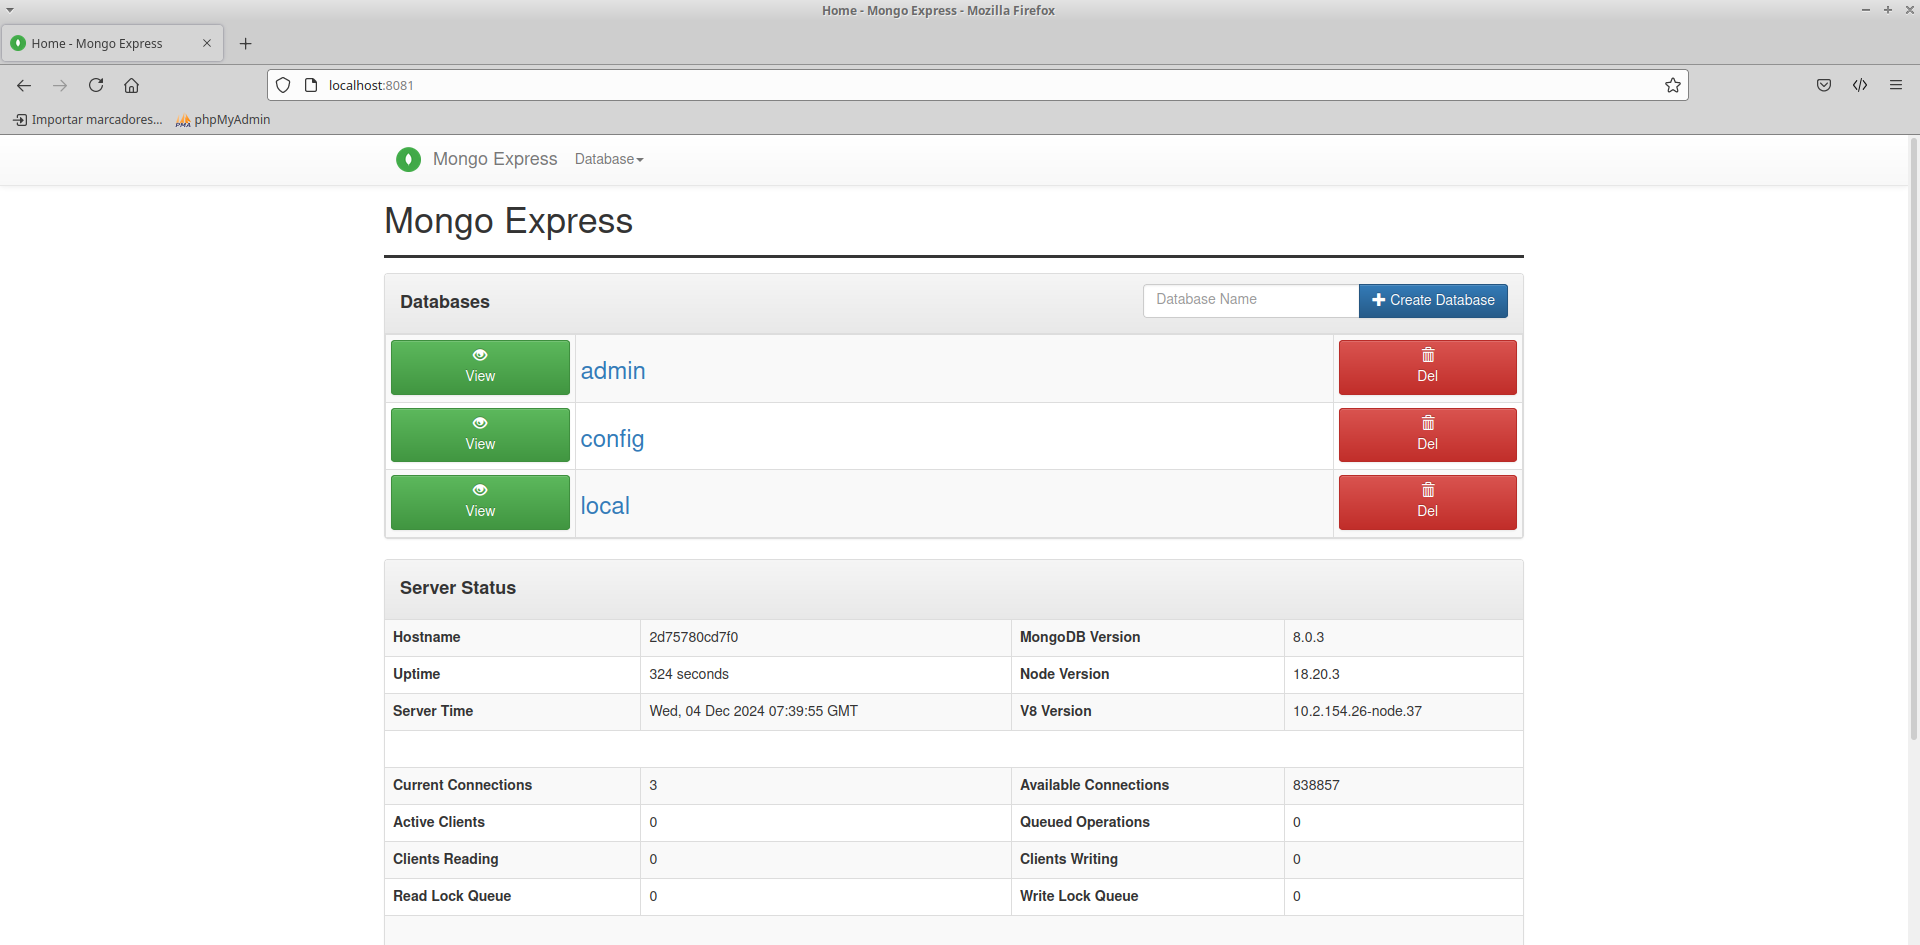 Home - Mongo Express - Mozilla Firefox
Home - Mongo Express
localhost:8081
Importar marcadores... phpMyAdmin
Mongo Express Database
Mongo Express
Databases Database Name Create Database
View admin Del
View config Del
View local Del
Server Status
Hostname 2d75780cd7f0 MongoDB Version 8.0.3
Uptime 324 seconds Node Version 18.20.3
Server Time Wed, 04 Dec 2024 07:39:55 GMT V8 Version 10.2.154.26-node.37
Current Connections 3 Available Connections 838857
Active Clients 0 Queued Operations 0
Clients Reading 0 Clients Writing 0
Read Lock Queue 0 Write Lock Queue 0